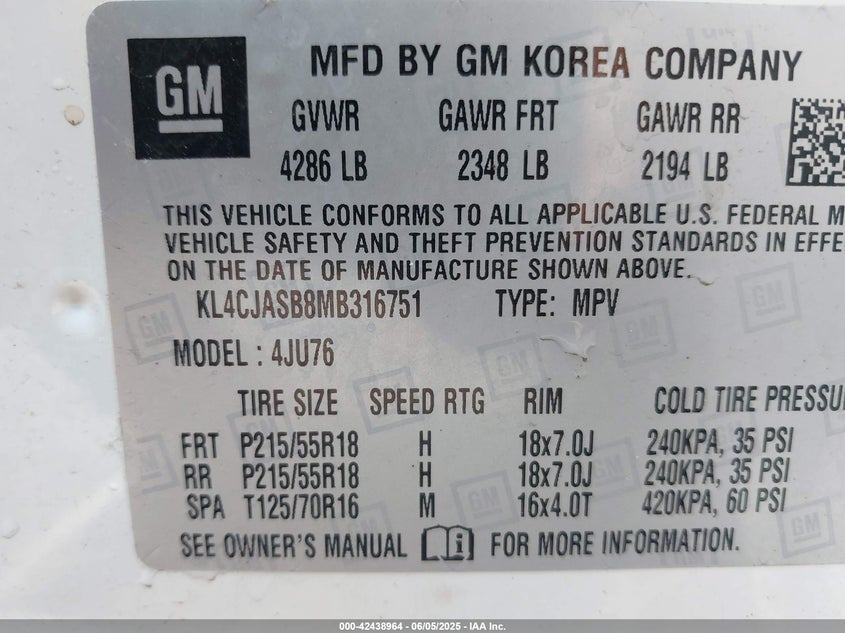 GM
MFD BY GM KOREA COMPANY
GVWR GAWR FRT GAWR RR
4286 LB 2348 LB 2194 LB
THIS VEHICLE CONFORMS TO ALL APPLICABLE U.S. FEDERAL M
VEHICLE SAFETY AND THEFT PREVENTION STANDARDS IN EFFE
ON THE DATE OF MANUFACTURE SHOWN ABOVE.
KL4CJASB8MB316751 TYPE: MPV
MODEL : 4JU76
TIRE SIZE SPEED RTG RIM COLD TIRE PRESSU
FRT P215/55R18 H 18x7.0J 240KPA, 35 PSI
RR P215/55R18 H 18x7.0J 240KPA, 35 PSI
SPA T125/70R16 M 16x4.0T 420KPA, 60 PSI
SEE OWNER'S MANUAL i FOR MORE INFORMATION.
000-42438964 - 06/05/2025 - IAA Inc.